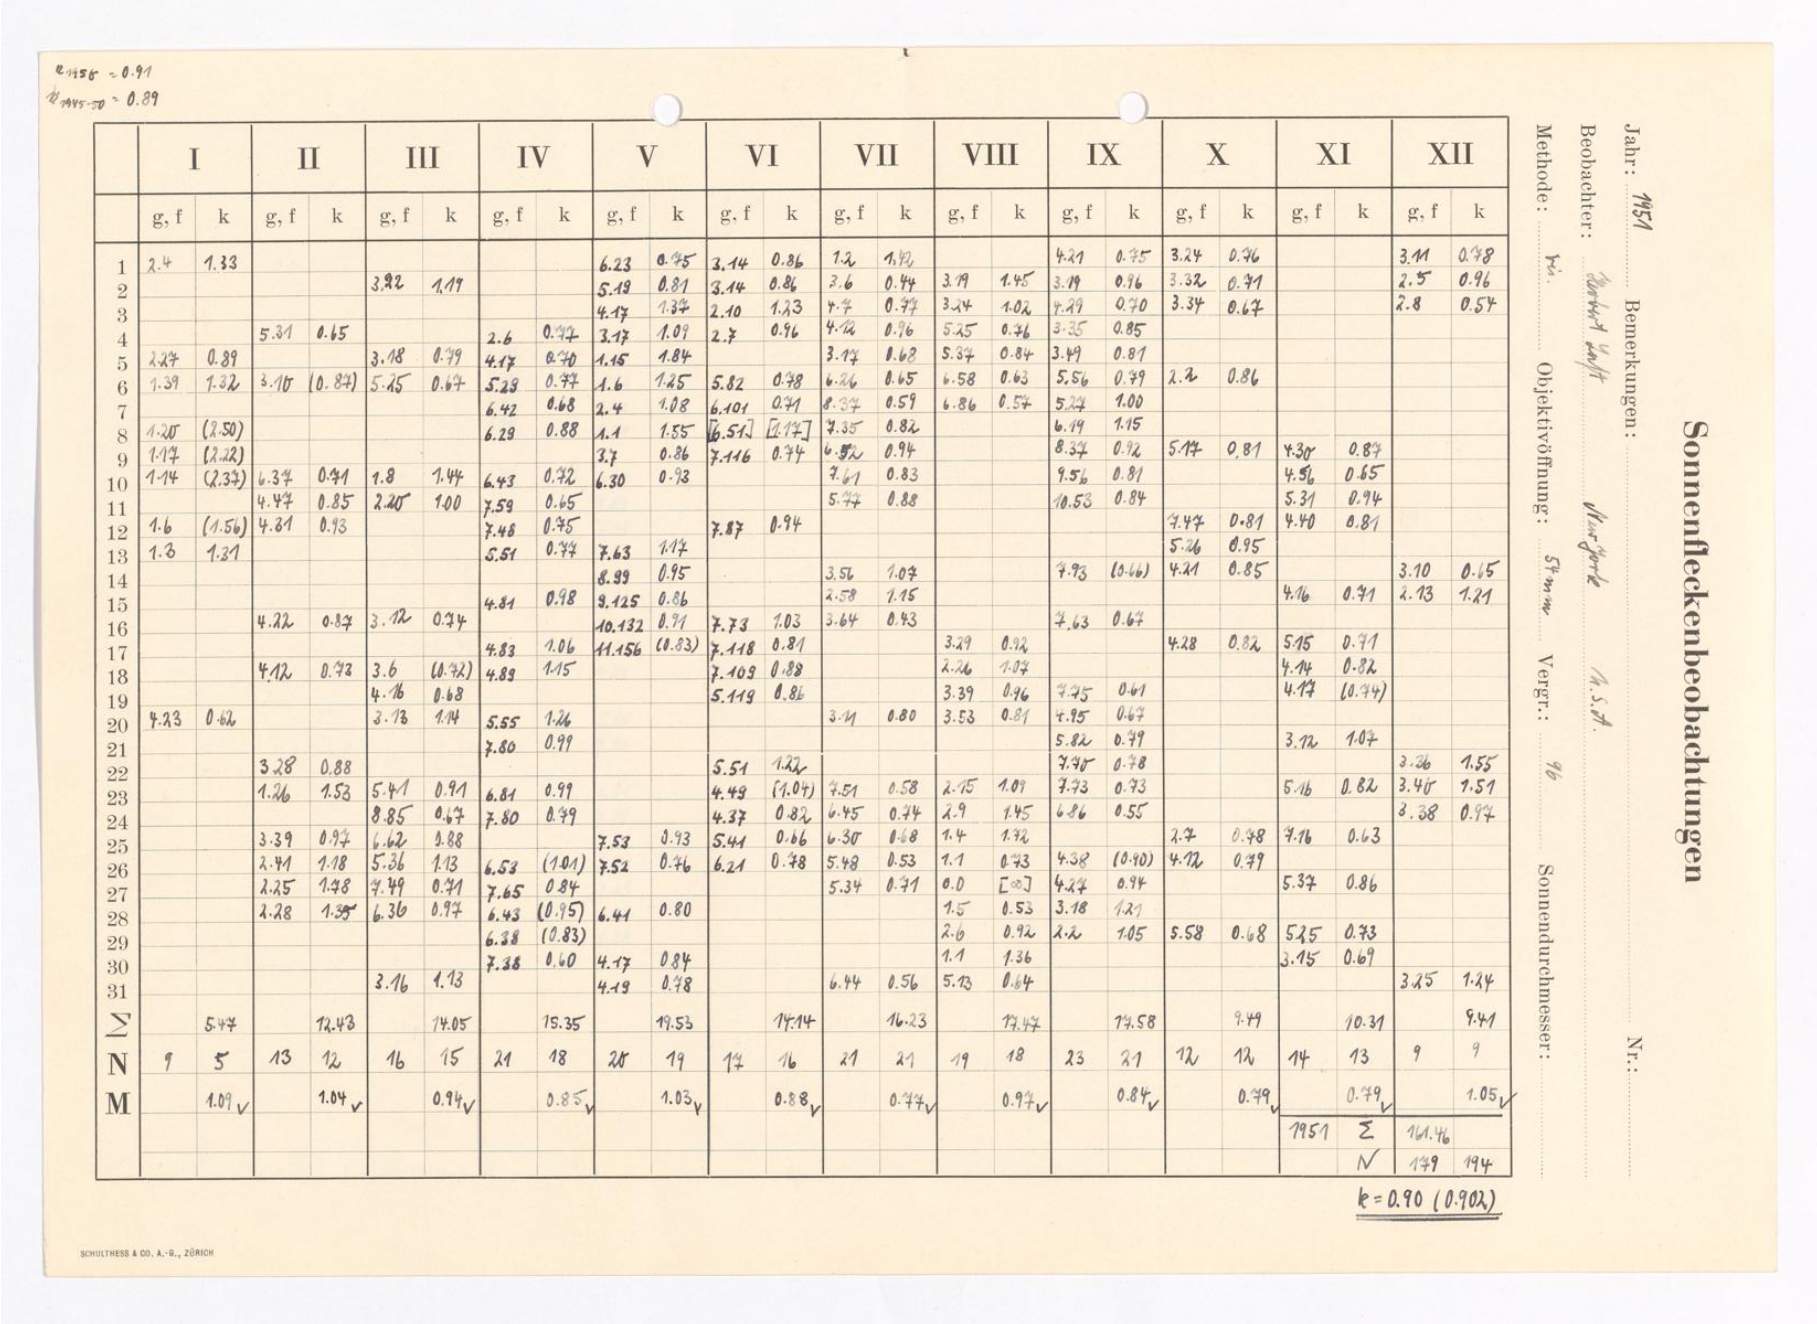 k 1950 = 0.91
k 1945-50 = 0.89
Sonnenfleckenbeobachtungen
Jahr: 1951 Bemerkungen: Nr.:
Beobachter: New York U.S.A.
Methode: vis. Objektivöffnung: 54mm Vergr.: 96 Sonnendurchmesser:
I II III IV V VI VII VIII IX X XI XII
g, f k g, f k g, f k g, f k g, f k g, f k g, f k g, f k g, f k g, f k g, f k g, f k
1 2.4 1.33 6.23 0.75 3.14 0.86 1.2 1.42 4.21 0.75 3.24 0.76 3.11 0.78
2 3.22 1.19 5.19 0.81 3.14 0.86 3.6 0.44 3.19 1.45 3.19 0.96 3.32 0.71 2.5 0.96
3 4.17 1.37 2.10 1.23 4.7 0.77 3.24 1.02 4.29 0.70 3.34 0.67 2.8 0.54
4 5.31 0.65 2.6 0.77 3.17 1.09 2.7 0.96 4.12 0.96 5.25 0.76 3.35 0.85
5 2.27 0.89 3.18 0.79 4.17 0.70 1.15 1.84 3.17 0.68 5.37 0.84 3.49 0.81
6 1.39 1.32 3.10 (0.87) 5.25 0.67 5.29 0.77 1.6 1.25 5.82 0.78 6.26 0.65 6.58 0.63 5.56 0.79 2.2 0.86
7 6.42 0.68 2.4 1.08 6.101 0.71 8.37 0.59 6.86 0.57 5.27 1.00
8 1.20 (2.50) 6.29 0.88 1.1 1.55 [6.51] [1.17] 7.35 0.82 6.19 1.15
9 1.17 (2.22) 3.7 0.86 7.116 0.74 6.52 0.94 8.37 0.92 5.17 0.81 4.30 0.87
10 1.14 (2.37) 6.37 0.71 1.8 1.44 6.43 0.72 6.30 0.93 7.61 0.83 9.56 0.81 4.56 0.65
11 4.47 0.85 2.20 1.00 7.59 0.65 5.77 0.88 10.53 0.84 5.31 0.94
12 1.6 (1.56) 4.31 0.93 7.48 0.75 7.87 0.94 7.47 0.81 4.40 0.81
13 1.3 1.31 5.51 0.77 7.63 1.17 5.26 0.95
14 8.99 0.95 3.56 1.07 7.93 (0.66) 4.21 0.85 3.10 0.65
15 4.81 0.98 9.125 0.86 2.58 1.15 4.16 0.71 2.13 1.21
16 4.22 0.87 3.12 0.74 10.132 0.91 7.73 1.03 3.64 0.43 7.63 0.67
17 4.83 1.06 11.156 (0.83) 7.118 0.81 3.29 0.92 4.28 0.82 5.15 0.71
18 4.12 0.73 3.6 (0.72) 4.89 1.15 7.109 0.88 2.26 1.07 4.14 0.82
19 4.16 0.68 5.119 0.86 3.39 0.96 7.75 0.61 4.17 (0.74)
20 4.23 0.62 3.13 1.14 5.55 1.26 3.11 0.80 3.53 0.81 4.95 0.67
21 7.80 0.99 5.82 0.79 3.12 1.07
22 3.28 0.88 5.51 1.22 7.70 0.78 3.26 1.55
23 1.26 1.53 5.41 0.91 6.81 0.99 4.49 (1.04) 7.51 0.58 2.15 1.09 7.73 0.73 5.16 0.82 3.40 1.51
24 8.85 0.67 7.80 0.79 4.37 0.82 6.45 0.74 2.9 1.45 6.86 0.55 3.38 0.97
25 3.39 0.97 6.62 0.88 7.53 0.93 5.41 0.66 6.30 0.68 1.4 1.72 2.7 0.78 7.16 0.63
26 2.41 1.18 5.36 1.13 6.53 (1.01) 7.52 0.76 6.21 0.78 5.48 0.53 1.1 0.73 4.38 (0.90) 4.12 0.79
27 2.25 1.78 7.49 0.71 7.65 0.84 5.34 0.71 0.0 [∞] 4.27 0.94 5.37 0.86
28 2.28 1.35 6.36 0.97 6.43 (0.95) 6.41 0.80 1.5 0.53 3.18 1.21
29 6.38 (0.83) 2.6 0.92 2.2 1.05 5.58 0.68 5.25 0.73
30 7.38 0.60 4.17 0.84 1.1 1.36 3.15 0.69
31 3.16 1.13 4.19 0.78 6.44 0.56 5.13 0.64 3.25 1.24
Σ 5.47 12.43 14.05 15.35 19.53 14.14 16.23 17.47 17.58 9.49 10.31 9.41
N 9 5 13 12 16 15 21 18 20 19 17 16 21 21 19 18 23 21 12 12 14 13 9 9
M 1.09✓ 1.04✓ 0.94✓ 0.85✓ 1.03✓ 0.88✓ 0.77✓ 0.97✓ 0.84✓ 0.79✓ 0.79✓ 1.05✓
1951 Σ 161.46
N 179 194
k = 0.90 (0.902)
SCHULTHESS & CO. A.-G., ZÜRICH